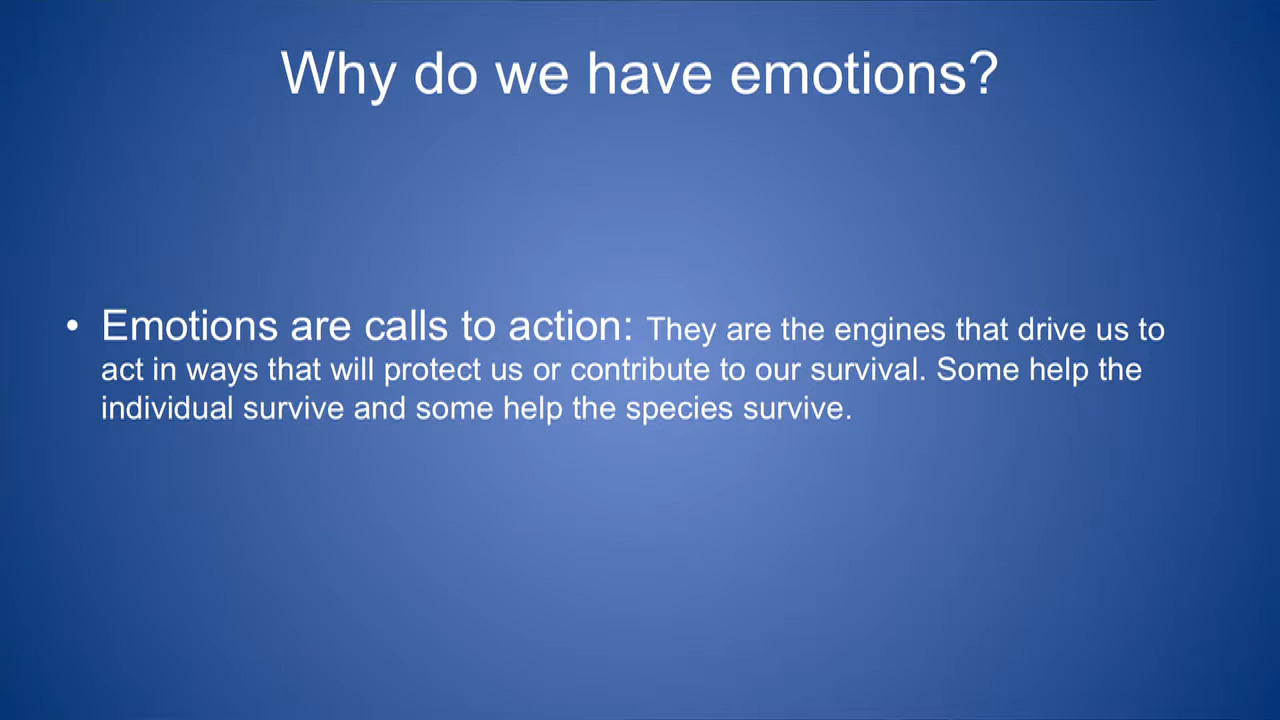 Why do we have emotions?
• Emotions are calls to action: They are the engines that drive us to
act in ways that will protect us or contribute to our survival. Some help the
individual survive and some help the species survive.